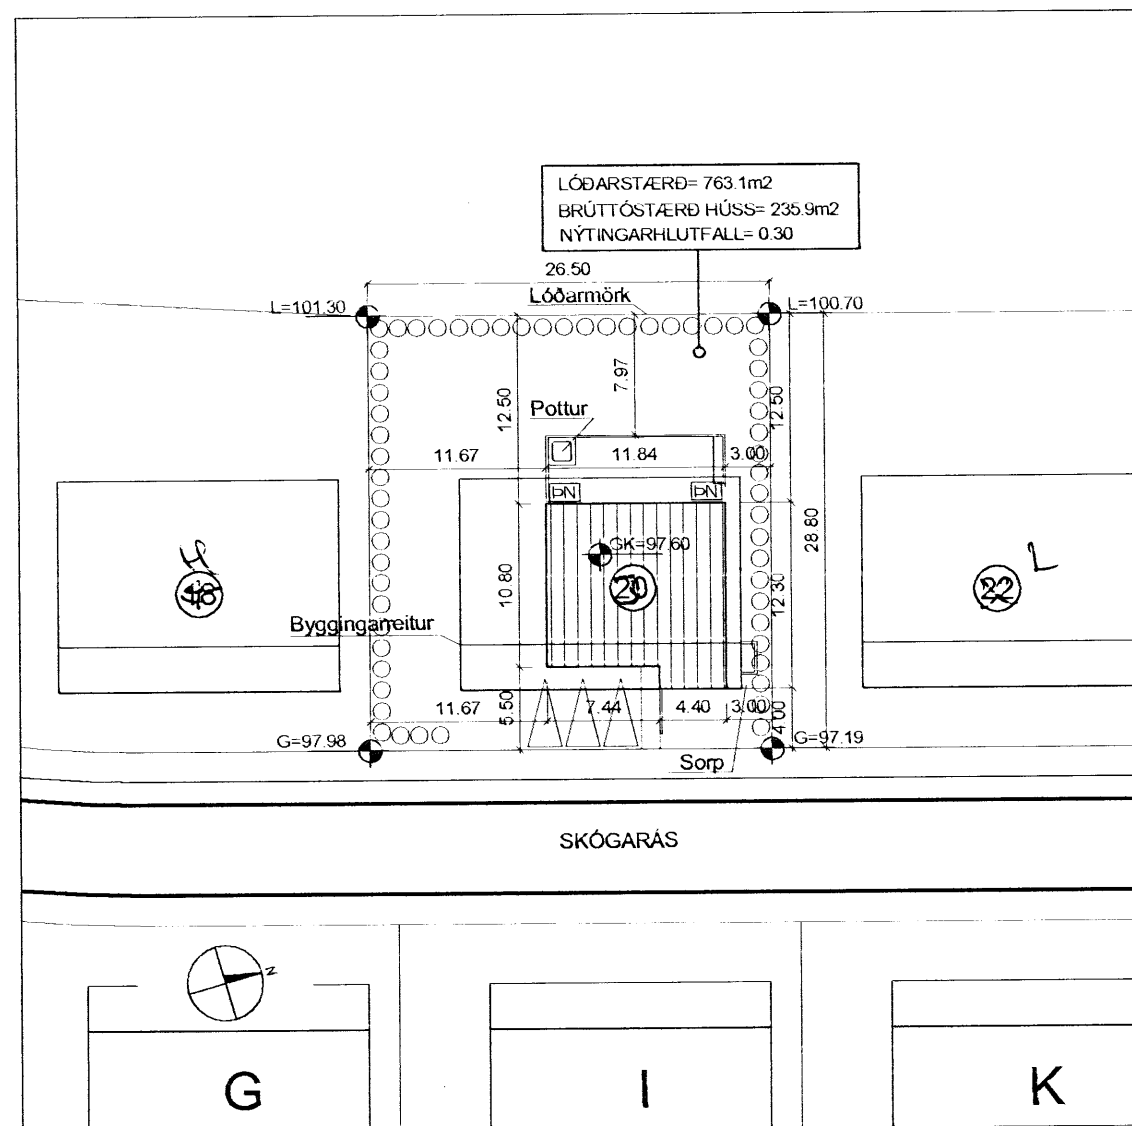 LÓÐARSTÆRÐ= 763.1m2
BRÚTTÓSTÆRÐ HÚSS= 235.9m2
NÝTINGARHLUTFALL= 0.30
26.50
Lóðarmörk
L=101.30
L=100.70
7.97
12.50
12.50
Pottur
11.67
11.84
3.00
ÞN
ÞN
28.80
GK=97.60
10.80
20
12.30
H
18
22
L
Byggingarreitur
11.67
5.50
7.44
4.40
3.00
4.00
G=97.98
G=97.19
Sorp
SKÓGARÁS
N
G
I
K